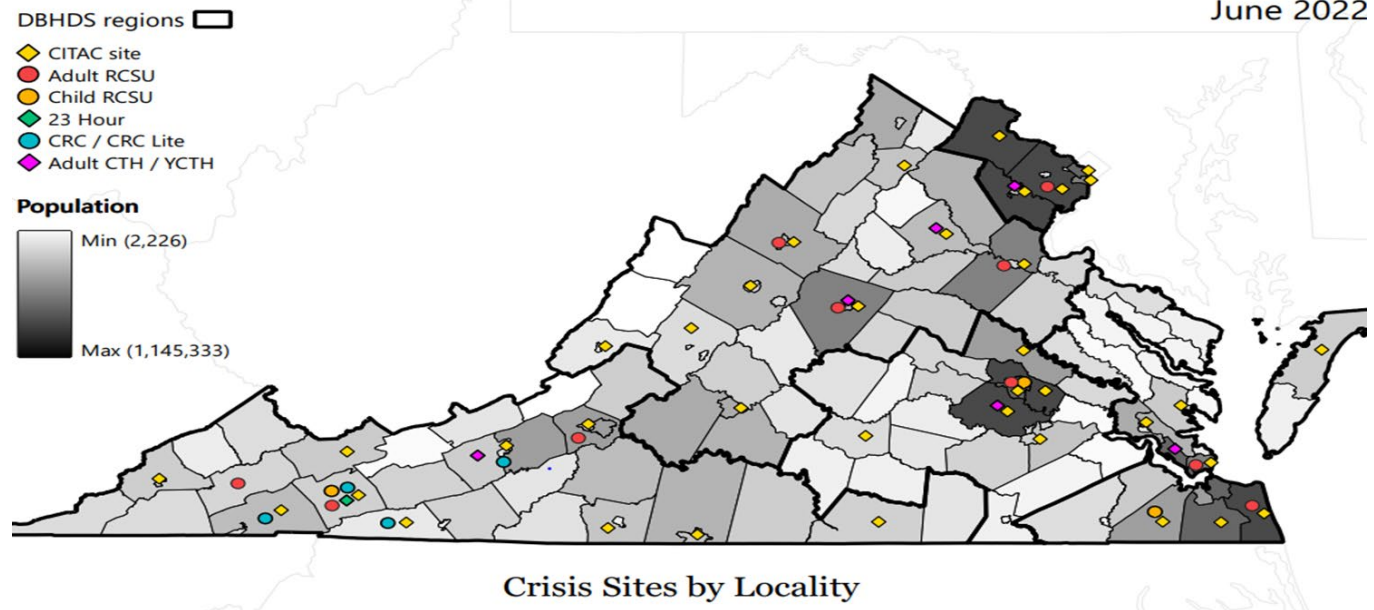 June 2022
DBHDS regions
CITAC site
Adult RCSU
Child RCSU
23 Hour
CRC / CRC Lite
Adult CTH / YCTH
Population
Min (2,226)
Max (1,145,333)
Crisis Sites by Locality